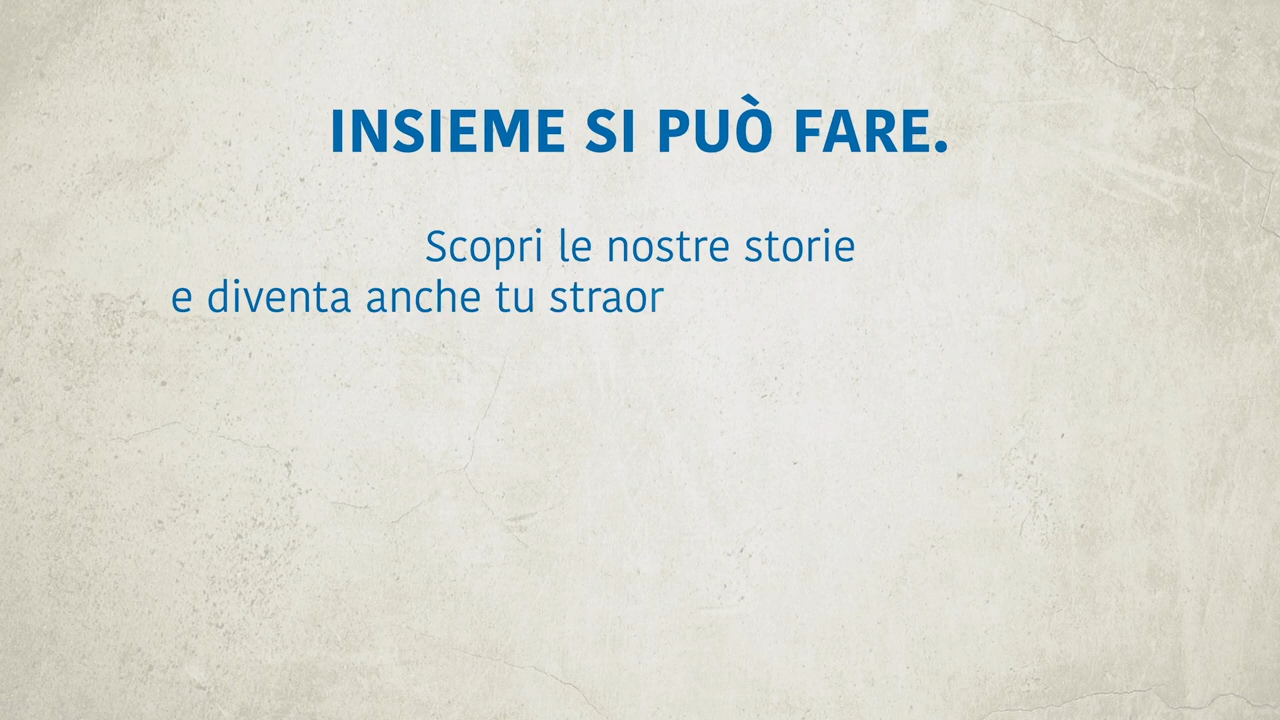 INSIEME SI PUÒ FARE.
Scopri le nostre storie
e diventa anche tu straor